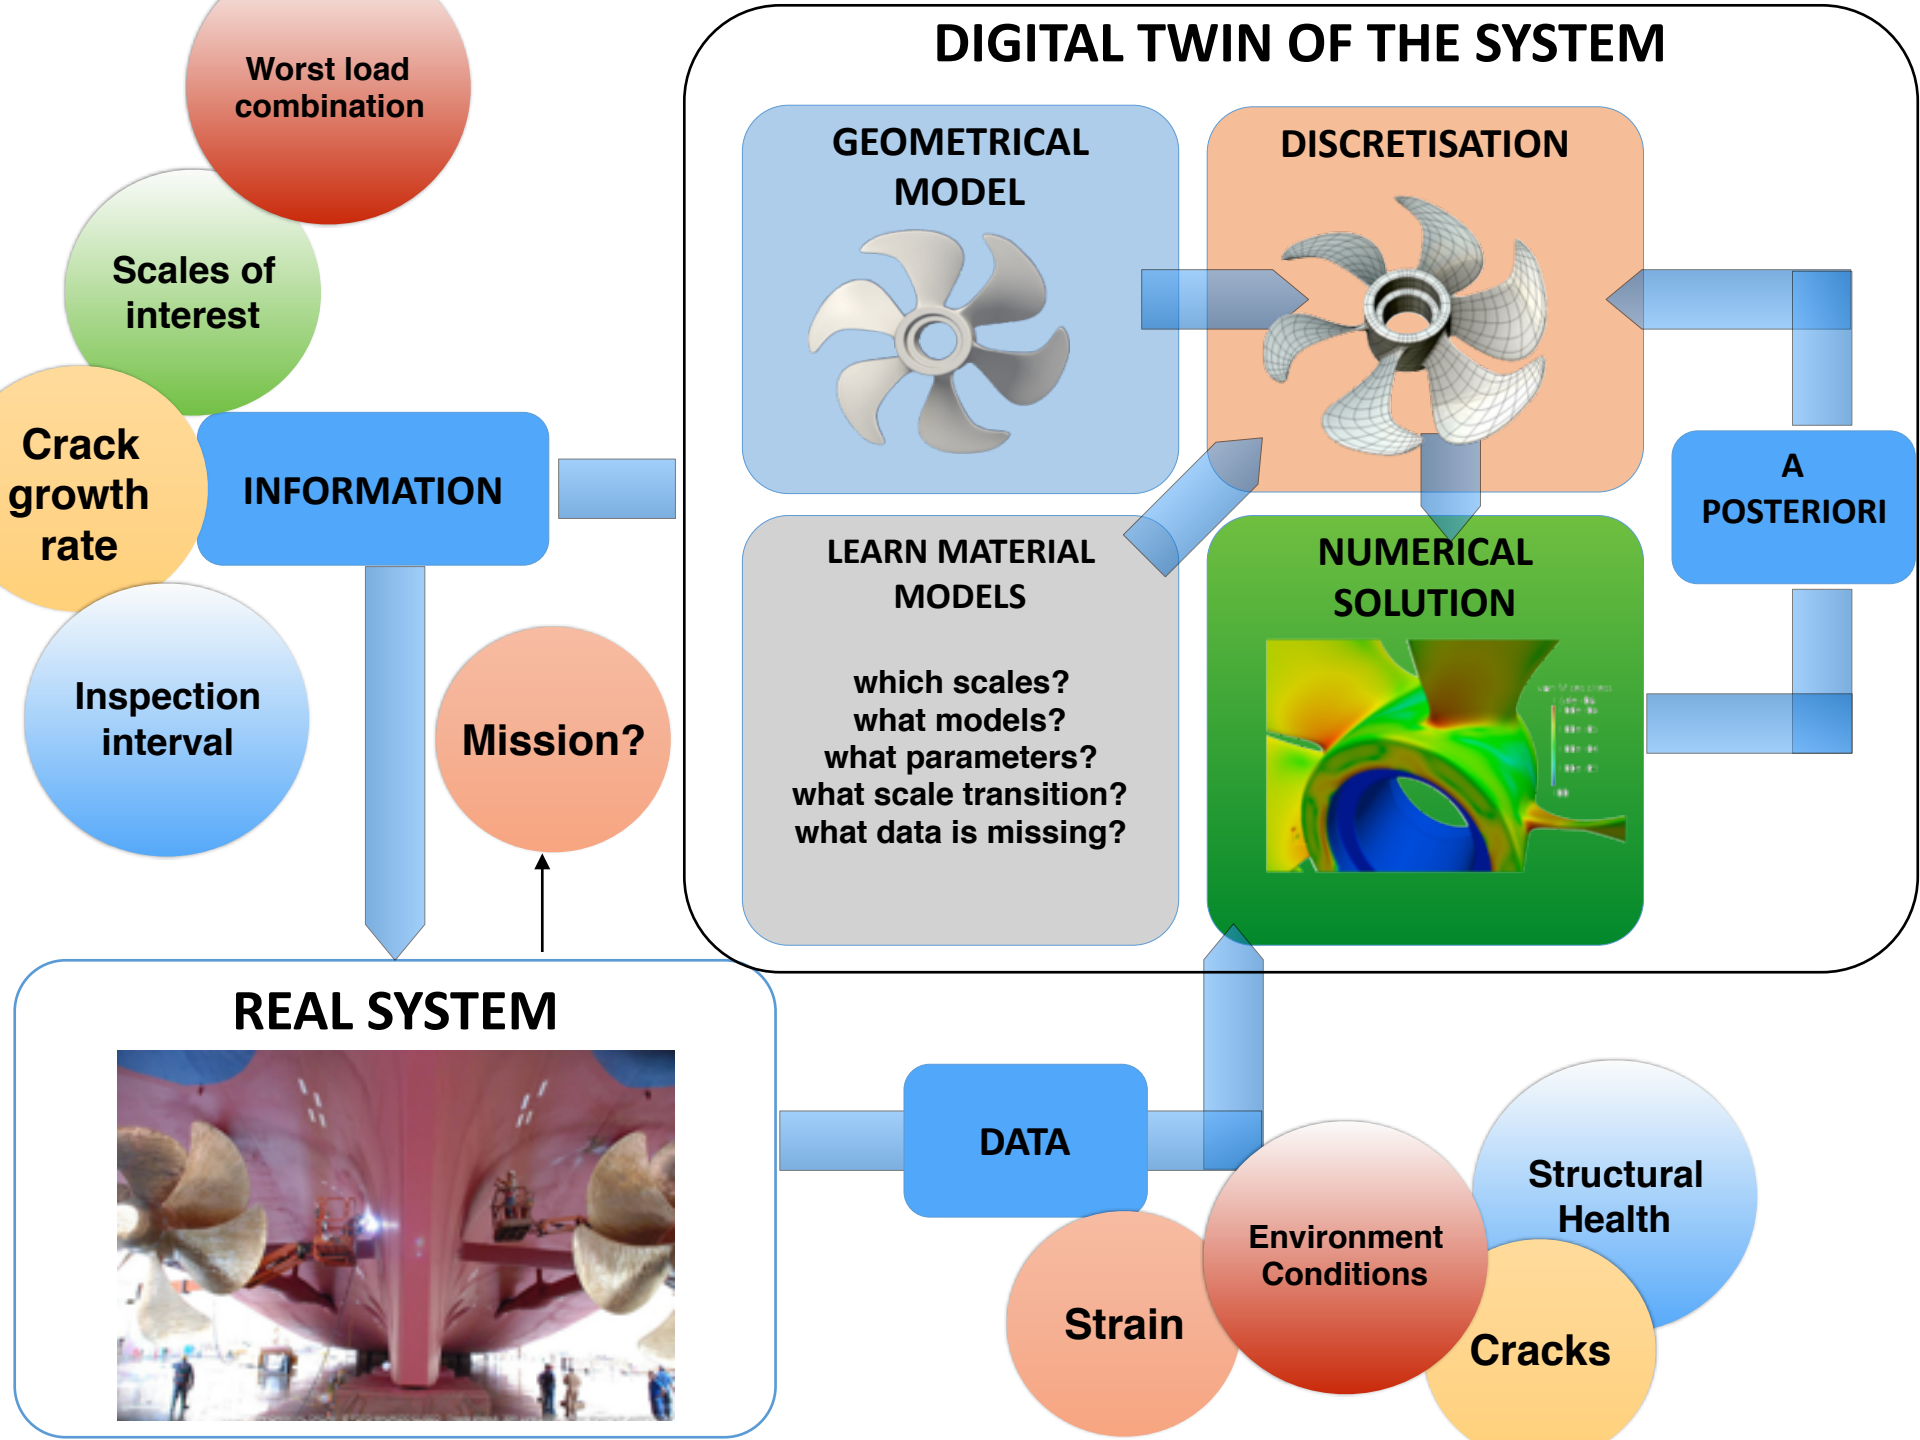 DIGITAL TWIN OF THE SYSTEM
Worst load
combination
Scales of
interest
Crack
growth
rate
INFORMATION
Inspection
interval
Mission?
GEOMETRICAL
MODEL
DISCRETISATION
A
POSTERIORI
LEARN MATERIAL
MODELS
which scales?
what models?
what parameters?
what scale transition?
what data is missing?
NUMERICAL
SOLUTION
REAL SYSTEM
DATA
Strain
Environment
Conditions
Structural
Health
Cracks